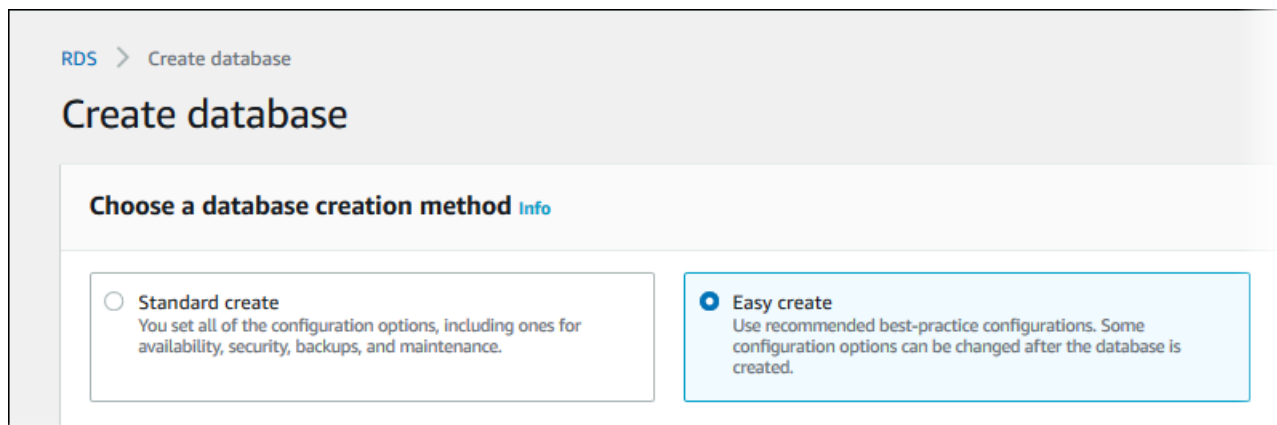 RDS > Create database
Create database
Choose a database creation method Info
Standard create
You set all of the configuration options, including ones for
availability, security, backups, and maintenance.
Easy create
Use recommended best-practice configurations. Some
configuration options can be changed after the database is
created.